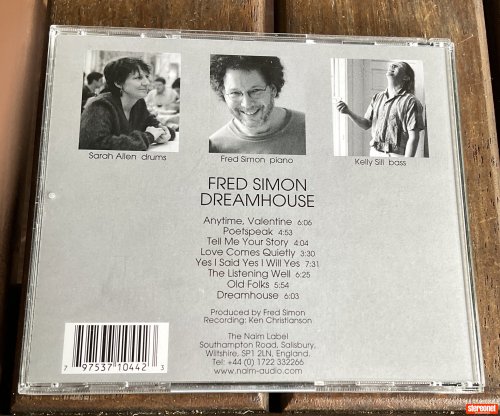 Sarah Allen drums
Fred Simon piano
Kelly Sill bass
FRED SIMON
DREAMHOUSE
Anytime, Valentine 6:06
Poetspeak 4:53
Tell Me Your Story 4:04
Love Comes Quietly 3:30
Yes I Said Yes I Will Yes 7:31
The Listening Well 6:25
Old Folks 5:54
Dreamhouse 6:03
Produced by Fred Simon
Recording: Ken Christianson
The Naim Label
Southampton Road, Salisbury,
Wiltshire, SP1 2LN, England,
Tel: +44 (0) 1722 332266
www.naim-audio.com
7 97537 10442 3
stereonet